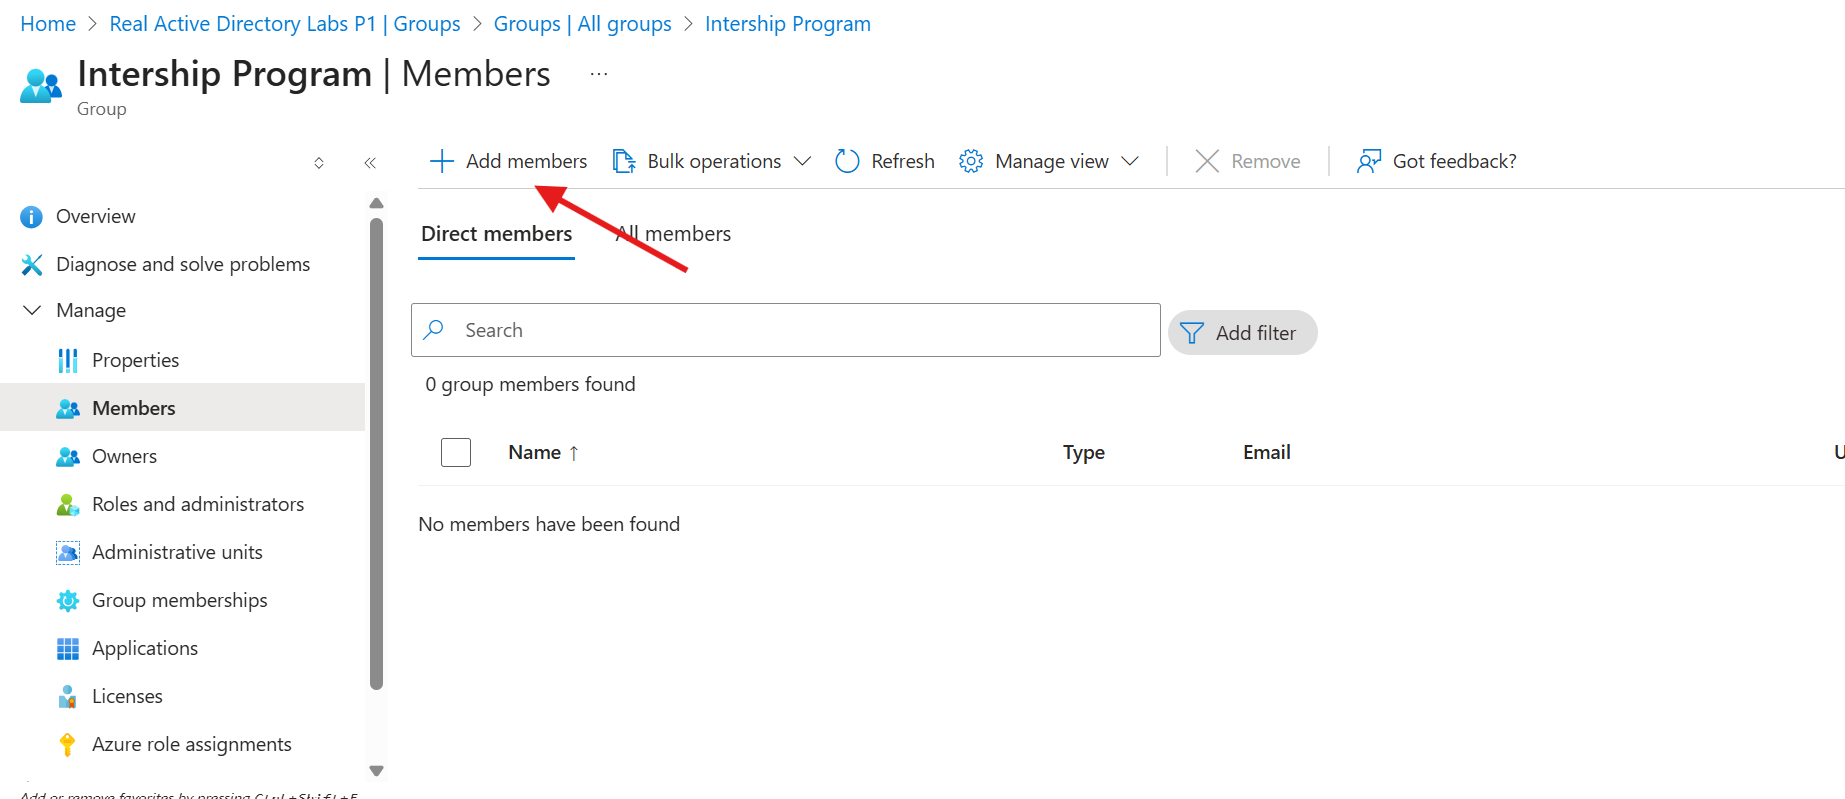 Home > Real Active Directory Labs P1 | Groups > Groups | All groups > Intership Program
Intership Program | Members ...
Group
Add members Bulk operations Refresh Manage view Remove Got feedback?
Overview
Diagnose and solve problems
Manage
Properties
Members
Owners
Roles and administrators
Administrative units
Group memberships
Applications
Licenses
Azure role assignments
Add or remove favorites by pressing Ctrl+Shift+F
Direct members All members
Search
Add filter
0 group members found
Name ↑ Type Email U
No members have been found